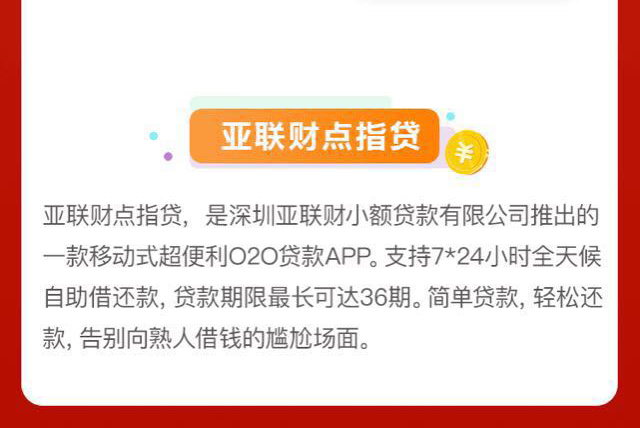 亚联财点指贷
亚联财点指贷，是深圳亚联财小额贷款有限公司推出的
一款移动式超便利O2O贷款APP。支持7*24小时全天候
自助借还款，贷款期限最长可达36期。简单贷款，轻松还
款，告别向熟人借钱的尴尬场面。